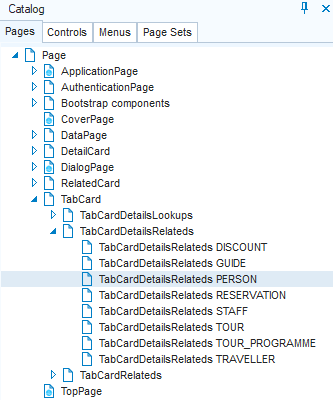 Catalog
Pages Controls Menus Page Sets
Page
ApplicationPage
AuthenticationPage
Bootstrap components
CoverPage
DataPage
DetailCard
DialogPage
RelatedCard
TabCard
TabCardDetailsLookups
TabCardDetailsRelateds
TabCardDetailsRelateds DISCOUNT
TabCardDetailsRelateds GUIDE
TabCardDetailsRelateds PERSON
TabCardDetailsRelateds RESERVATION
TabCardDetailsRelateds STAFF
TabCardDetailsRelateds TOUR
TabCardDetailsRelateds TOUR_PROGRAMME
TabCardDetailsRelateds TRAVELLER
TabCardRelateds
TopPage